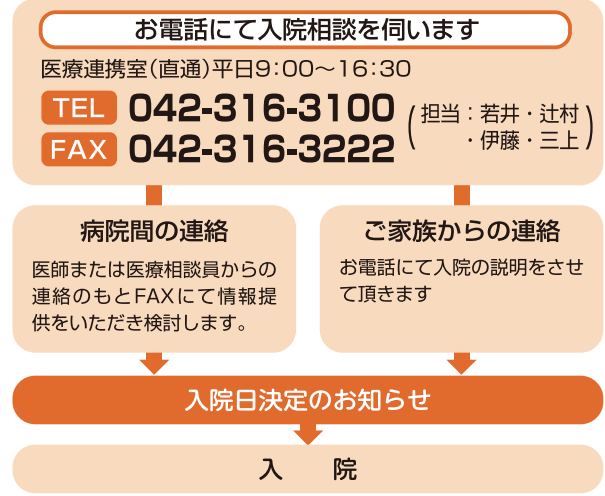 お電話にて入院相談を伺います
医療連携室(直通)平日9:00〜16:30
TEL 042-316-3100
FAX 042-316-3222
(担当:若井・辻村
・伊藤・三上)
病院間の連絡
医師または医療相談員からの
連絡のもとFAXにて情報提
供をいただき検討します。
ご家族からの連絡
お電話にて入院の説明をさせ
て頂きます
入院日決定のお知らせ
入　院